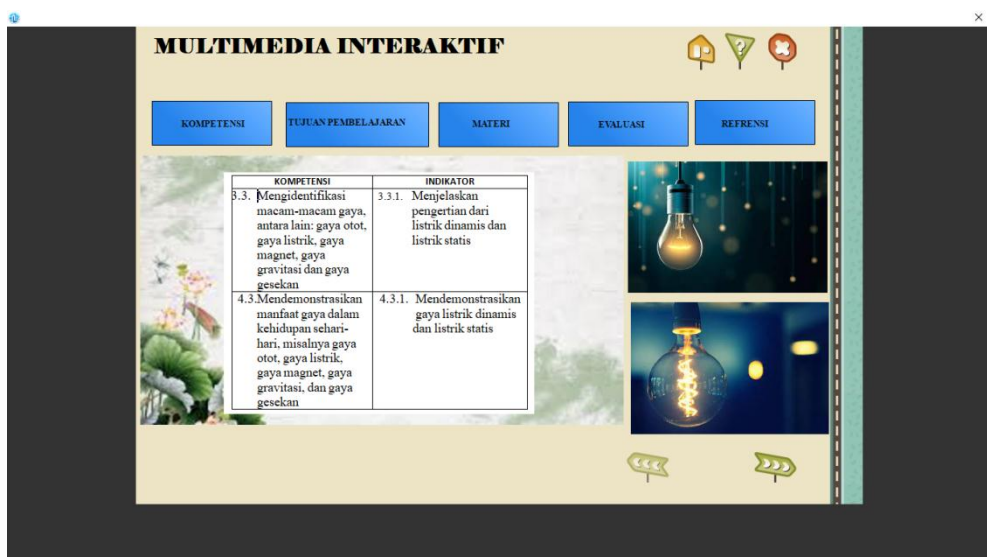 MULTIMEDIA INTERAKTIF
?
KOMPETENSI
TUJUAN PEMBELAJARAN
MATERI
EVALUASI
REFRENSI
KOMPETENSI
INDIKATOR
3.3. Mengidentifikasi
macam-macam gaya,
antara lain: gaya otot,
gaya listrik, gaya
magnet, gaya
gravitasi dan gaya
gesekan
3.3.1. Menjelaskan
pengertian dari
listrik dinamis dan
listrik statis
4.3.Mendemonstrasikan
manfaat gaya dalam
kehidupan sehari-
hari, misalnya gaya
otot, gaya listrik,
gaya magnet, gaya
gravitasi, dan gaya
gesekan
4.3.1. Mendemonstrasikan
gaya listrik dinamis
dan listrik statis